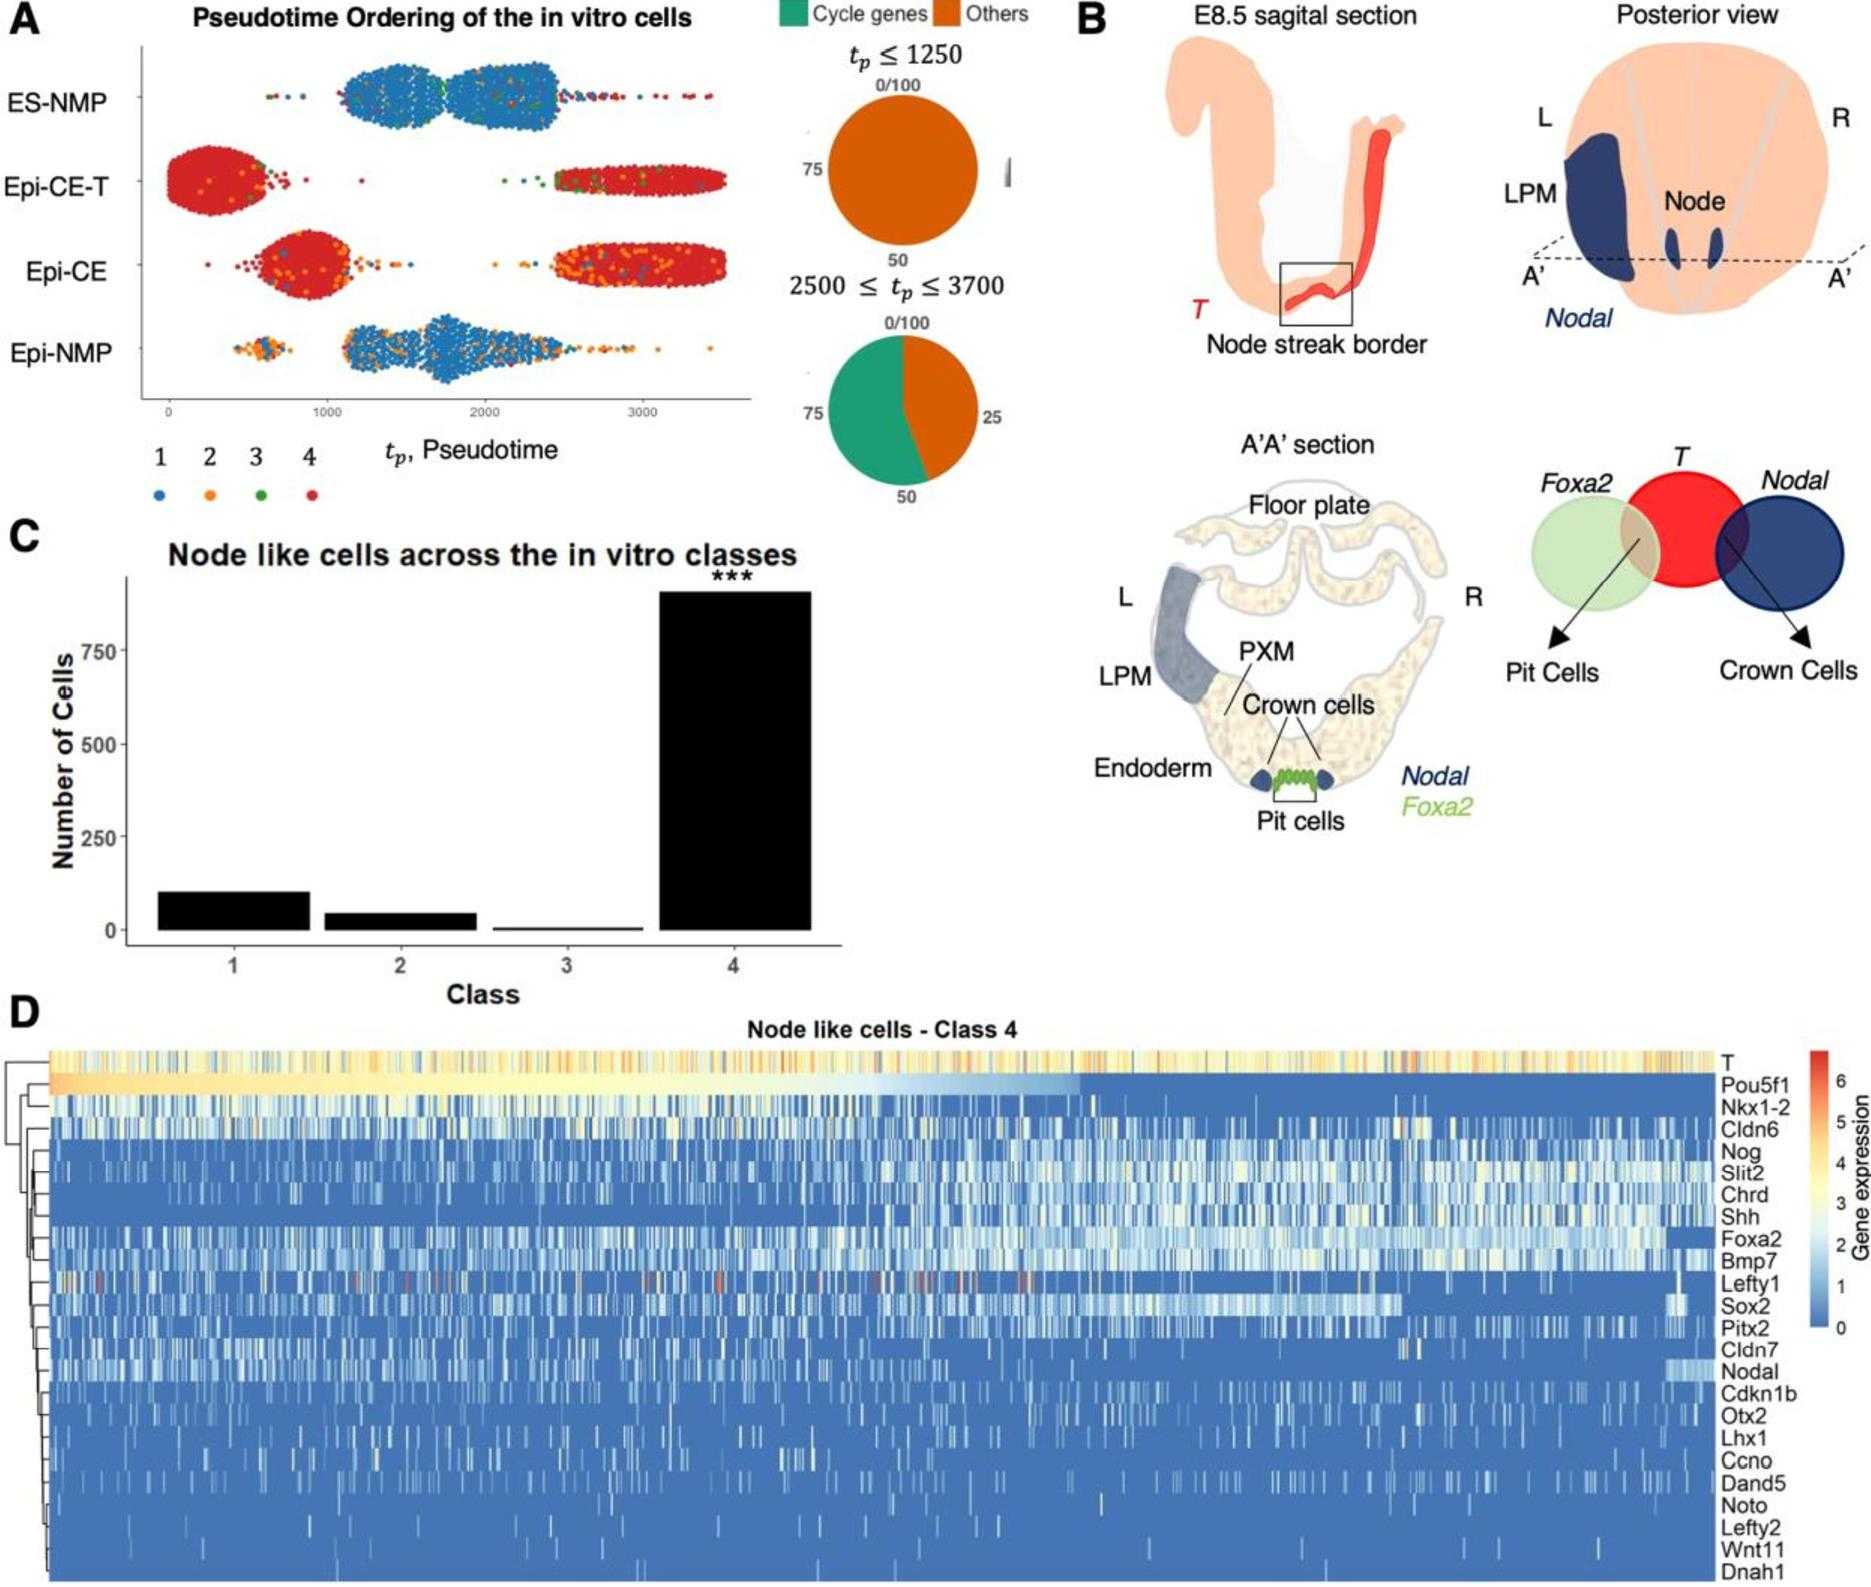 A
Pseudotime Ordering of the in vitro cells
ES-NMP
Epi-CE-T
Epi-CE
Epi-NMP
0 1000 2000 3000
1 2 3 4
tp, Pseudotime
Cycle genes Others
tp ≤ 1250
0/100
75
50
2500 ≤ tp ≤ 3700
0/100
75
25
50
B
E8.5 sagital section
T
Node streak border
Posterior view
L R
LPM
Node
A' A'
Nodal
A'A' section
Floor plate
L R
PXM
LPM
Crown cells
Endoderm
Nodal
Foxa2
Pit cells
T
Foxa2 Nodal
Pit Cells Crown Cells
C
Node like cells across the in vitro classes
***
Number of Cells
750
500
250
0
1 2 3 4
Class
D
Node like cells - Class 4
T
Pou5f1
Nkx1-2
Cldn6
Nog
Slit2
Chrd
Shh
Foxa2
Bmp7
Lefty1
Sox2
Pitx2
Cldn7
Nodal
Cdkn1b
Otx2
Lhx1
Ccno
Dand5
Noto
Lefty2
Wnt11
Dnah1
6
5
4
3
2
1
0
Gene expression